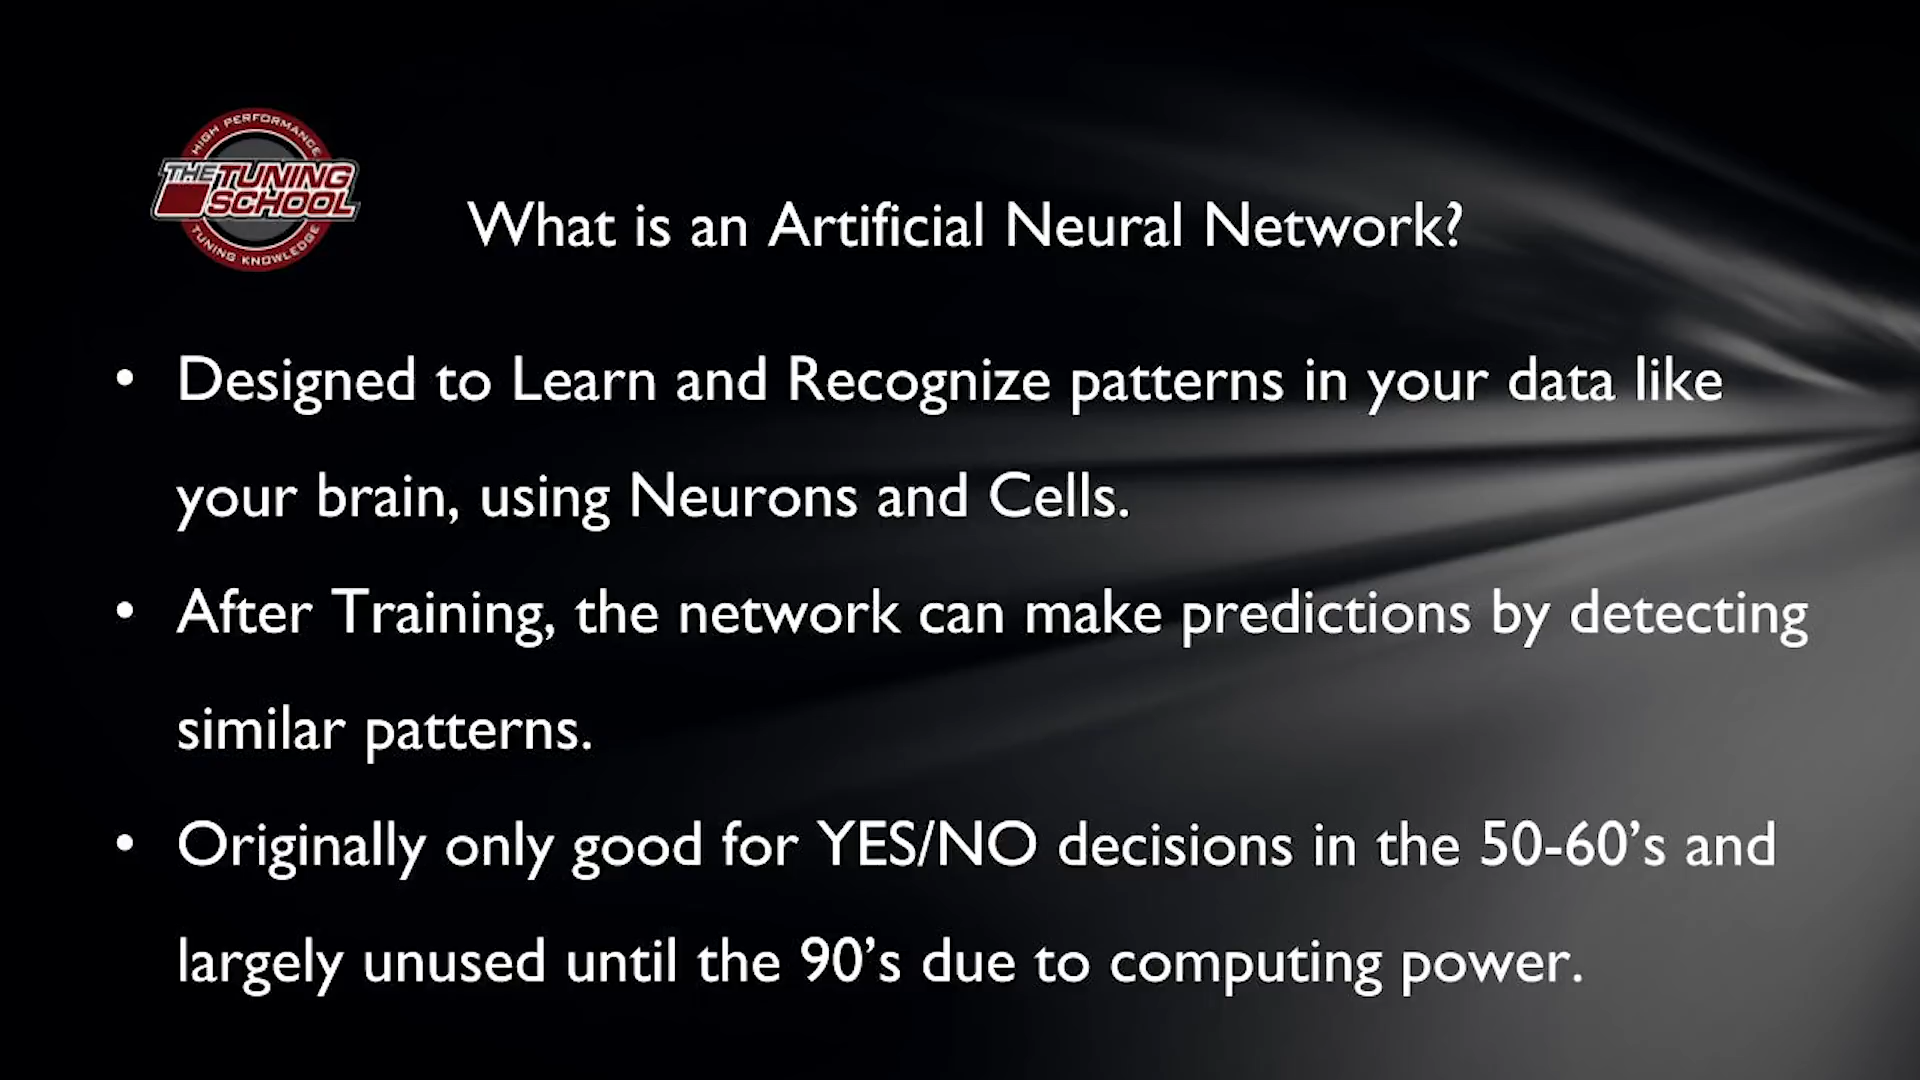 HIGH PERFORMANCE
THE TUNING
SCHOOL
TUNING KNOWLEDGE
What is an Artificial Neural Network?
• Designed to Learn and Recognize patterns in your data like
your brain, using Neurons and Cells.
• After Training, the network can make predictions by detecting
similar patterns.
• Originally only good for YES/NO decisions in the 50-60’s and
largely unused until the 90’s due to computing power.